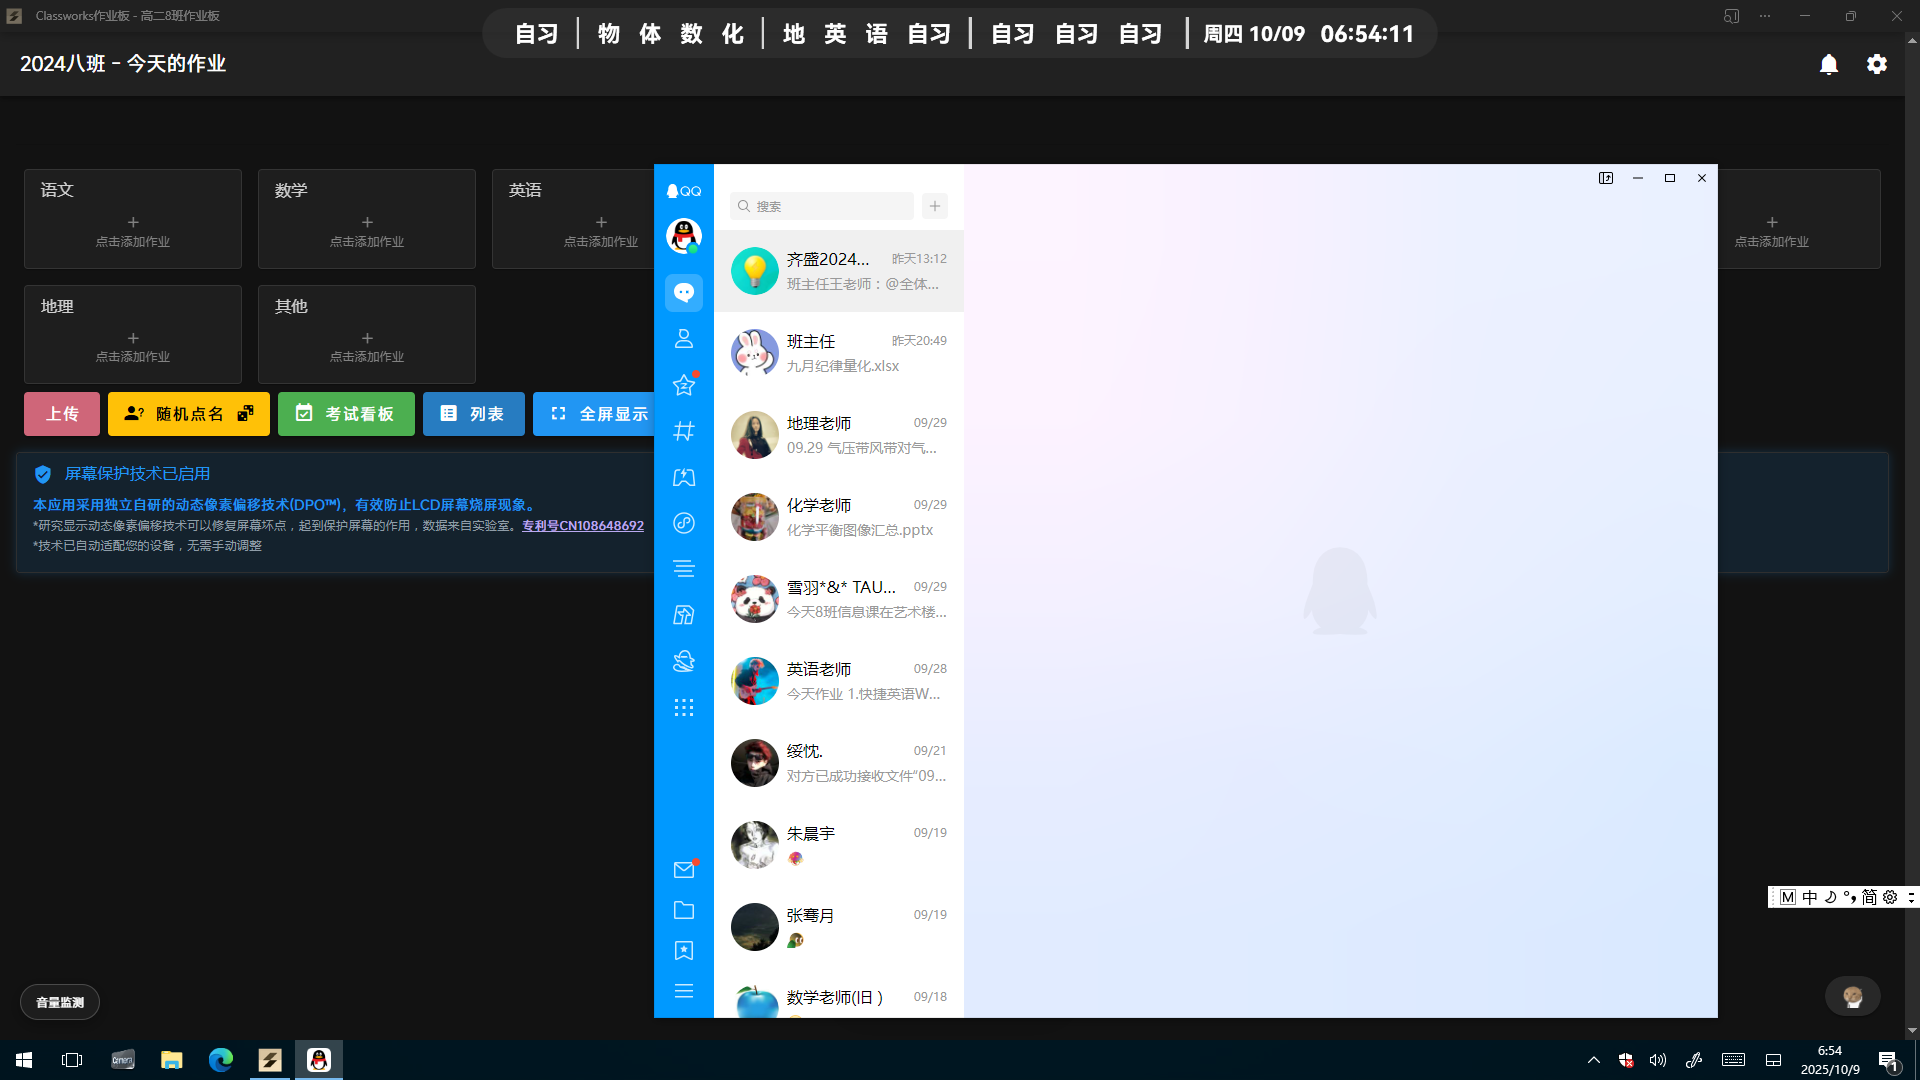 Classworks作业板 - 高二8班作业板
自习 物 体 数 化 地 英 语 自习 自习 自习 自习 周四 10/09 06:54:11
2024八班 - 今天的作业
语文
点击添加作业
数学
点击添加作业
英语
点击添加作业
点击添加作业
地理
点击添加作业
其他
点击添加作业
上传
随机点名
考试看板
列表
全屏显示
屏幕保护技术已启用
本应用采用独立自研的动态像素偏移技术(DPO™)，有效防止LCD屏幕烧屏现象。
*研究显示动态像素偏移技术可以修复屏幕坏点，起到保护屏幕的作用，数据来自实验室。专利号CN108648692
*技术已自动适配您的设备，无需手动调整
音量监测
QQ
搜索
齐盛2024... 昨天13:12
班主任王老师：@全体...
班主任 昨天20:49
九月纪律量化.xlsx
地理老师 09/29
09.29 气压带风带对气...
化学老师 09/29
化学平衡图像汇总.pptx
雪羽*&* TAU... 09/29
今天8班信息课在艺术楼...
英语老师 09/28
今天作业 1.快捷英语W...
绥忱. 09/21
对方已成功接收文件"09...
朱晨宇 09/19
张骞月 09/19
数学老师(旧 ) 09/18
M 中 简
6:54
2025/10/9
1